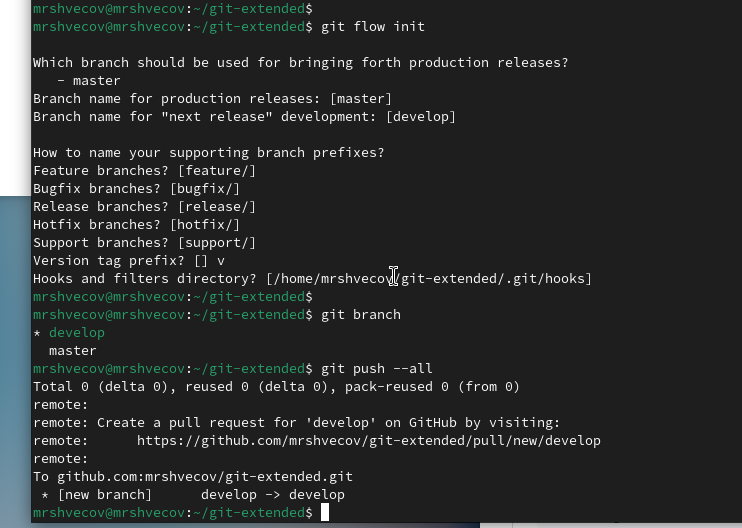 mrshvecov@mrshvecov:~/git-extended$
mrshvecov@mrshvecov:~/git-extended$ git flow init

Which branch should be used for bringing forth production releases?
   - master
Branch name for production releases: [master]
Branch name for "next release" development: [develop]

How to name your supporting branch prefixes?
Feature branches? [feature/]
Bugfix branches? [bugfix/]
Release branches? [release/]
Hotfix branches? [hotfix/]
Support branches? [support/]
Version tag prefix? [] v
Hooks and filters directory? [/home/mrshvecov/git-extended/.git/hooks]
mrshvecov@mrshvecov:~/git-extended$
mrshvecov@mrshvecov:~/git-extended$ git branch
* develop
  master
mrshvecov@mrshvecov:~/git-extended$ git push --all
Total 0 (delta 0), reused 0 (delta 0), pack-reused 0 (from 0)
remote:
remote: Create a pull request for 'develop' on GitHub by visiting:
remote:      https://github.com/mrshvecov/git-extended/pull/new/develop
remote:
To github.com:mrshvecov/git-extended.git
 * [new branch]      develop -> develop
mrshvecov@mrshvecov:~/git-extended$